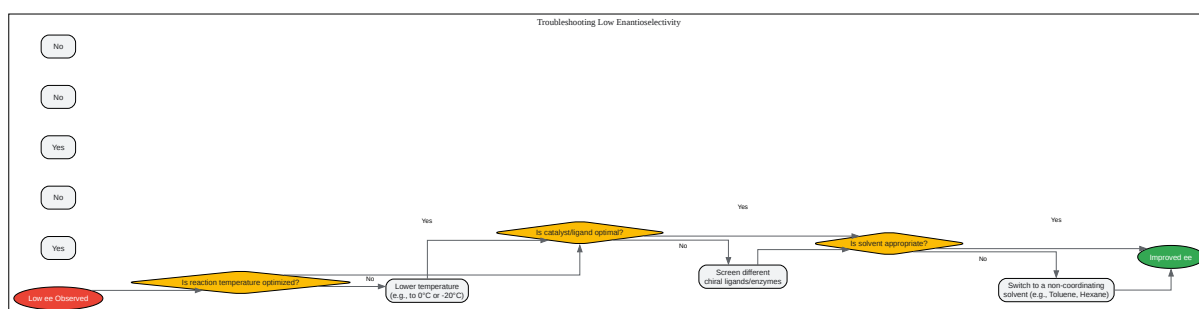 Troubleshooting Low Enantioselectivity
No
No
Yes
No
Yes
Low ee Observed
Is reaction temperature optimized?
No
Yes
Lower temperature
(e.g., to 0°C or -20°C)
Is catalyst/ligand optimal?
No
Yes
Screen different
chiral ligands/enzymes
Is solvent appropriate?
No
Yes
Switch to a non-coordinating
solvent (e.g., Toluene, Hexane)
Improved ee